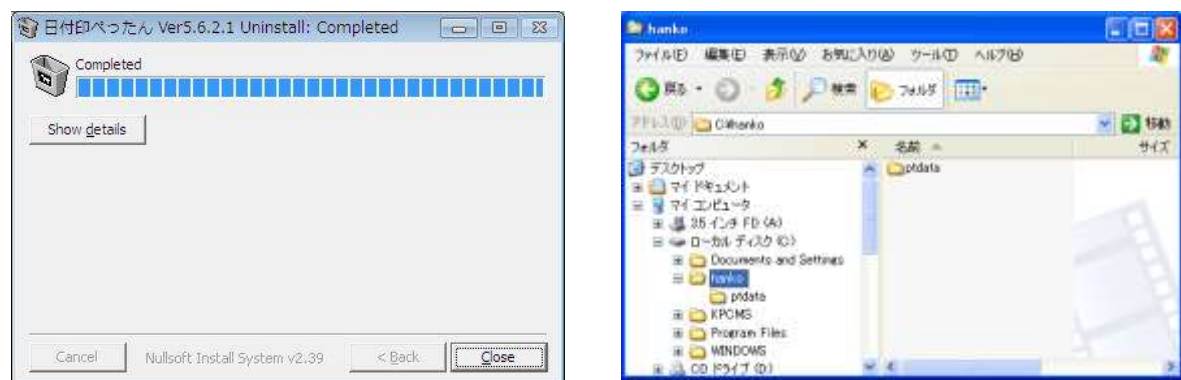 日付印ぺったん Ver5.6.2.1 Uninstall: Completed
Completed
Show details
Cancel
Nullsoft Install System v2.39
< Back
Close
hanko
ファイル(F) 編集(E) 表示(V) お気に入り(A) ツール(T) ヘルプ(H)
戻る
検索
フォルダ
アドレス(D)
C:¥hanko
移動
フォルダ
×
名前
サイズ
デスクトップ
マイ ドキュメント
マイ コンピュータ
3.5 インチ FD (A:)
ローカル ディスク (C:)
Documents and Settings
hanko
ptdata
KPCMS
Program Files
WINDOWS
CD ドライブ (D:)
ptdata